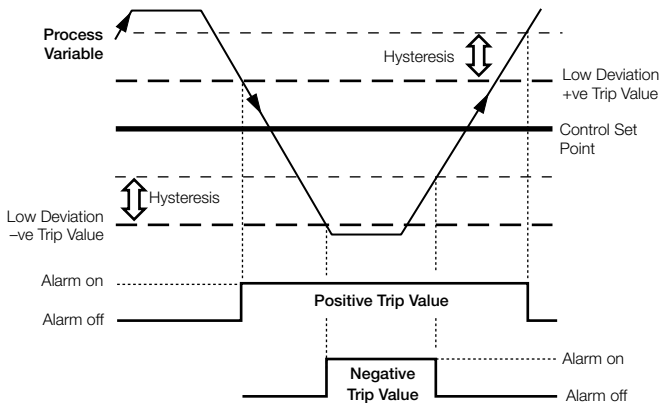 Process
Variable
Hysteresis
Low Deviation
+ve Trip Value
Control Set
Point
Hysteresis
Low Deviation
–ve Trip Value
Alarm on
Positive Trip Value
Alarm off
Alarm on
Negative
Trip Value
Alarm off